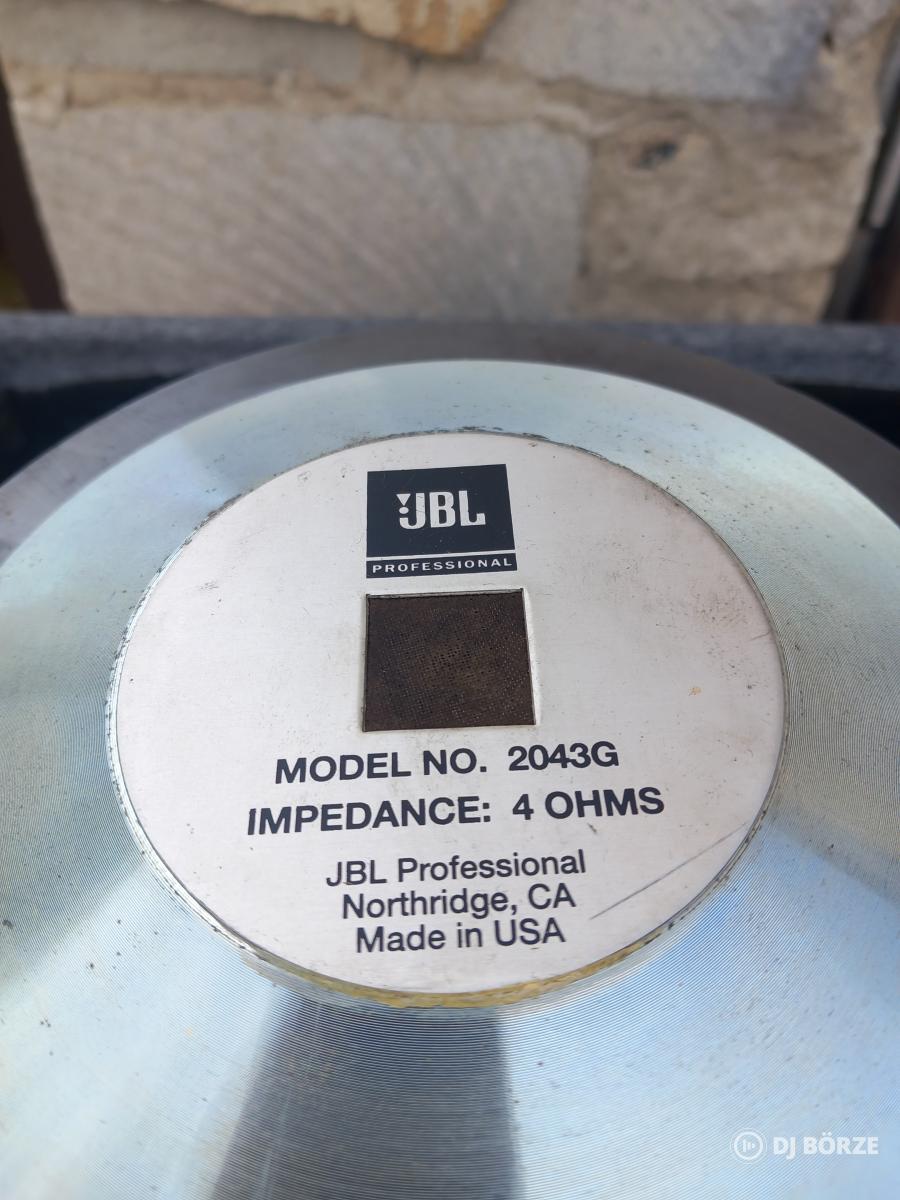 JBL
PROFESSIONAL
MODEL NO. 2043G
IMPEDANCE: 4 OHMS
JBL Professional
Northridge, CA
Made in USA
DJ BÖRZE